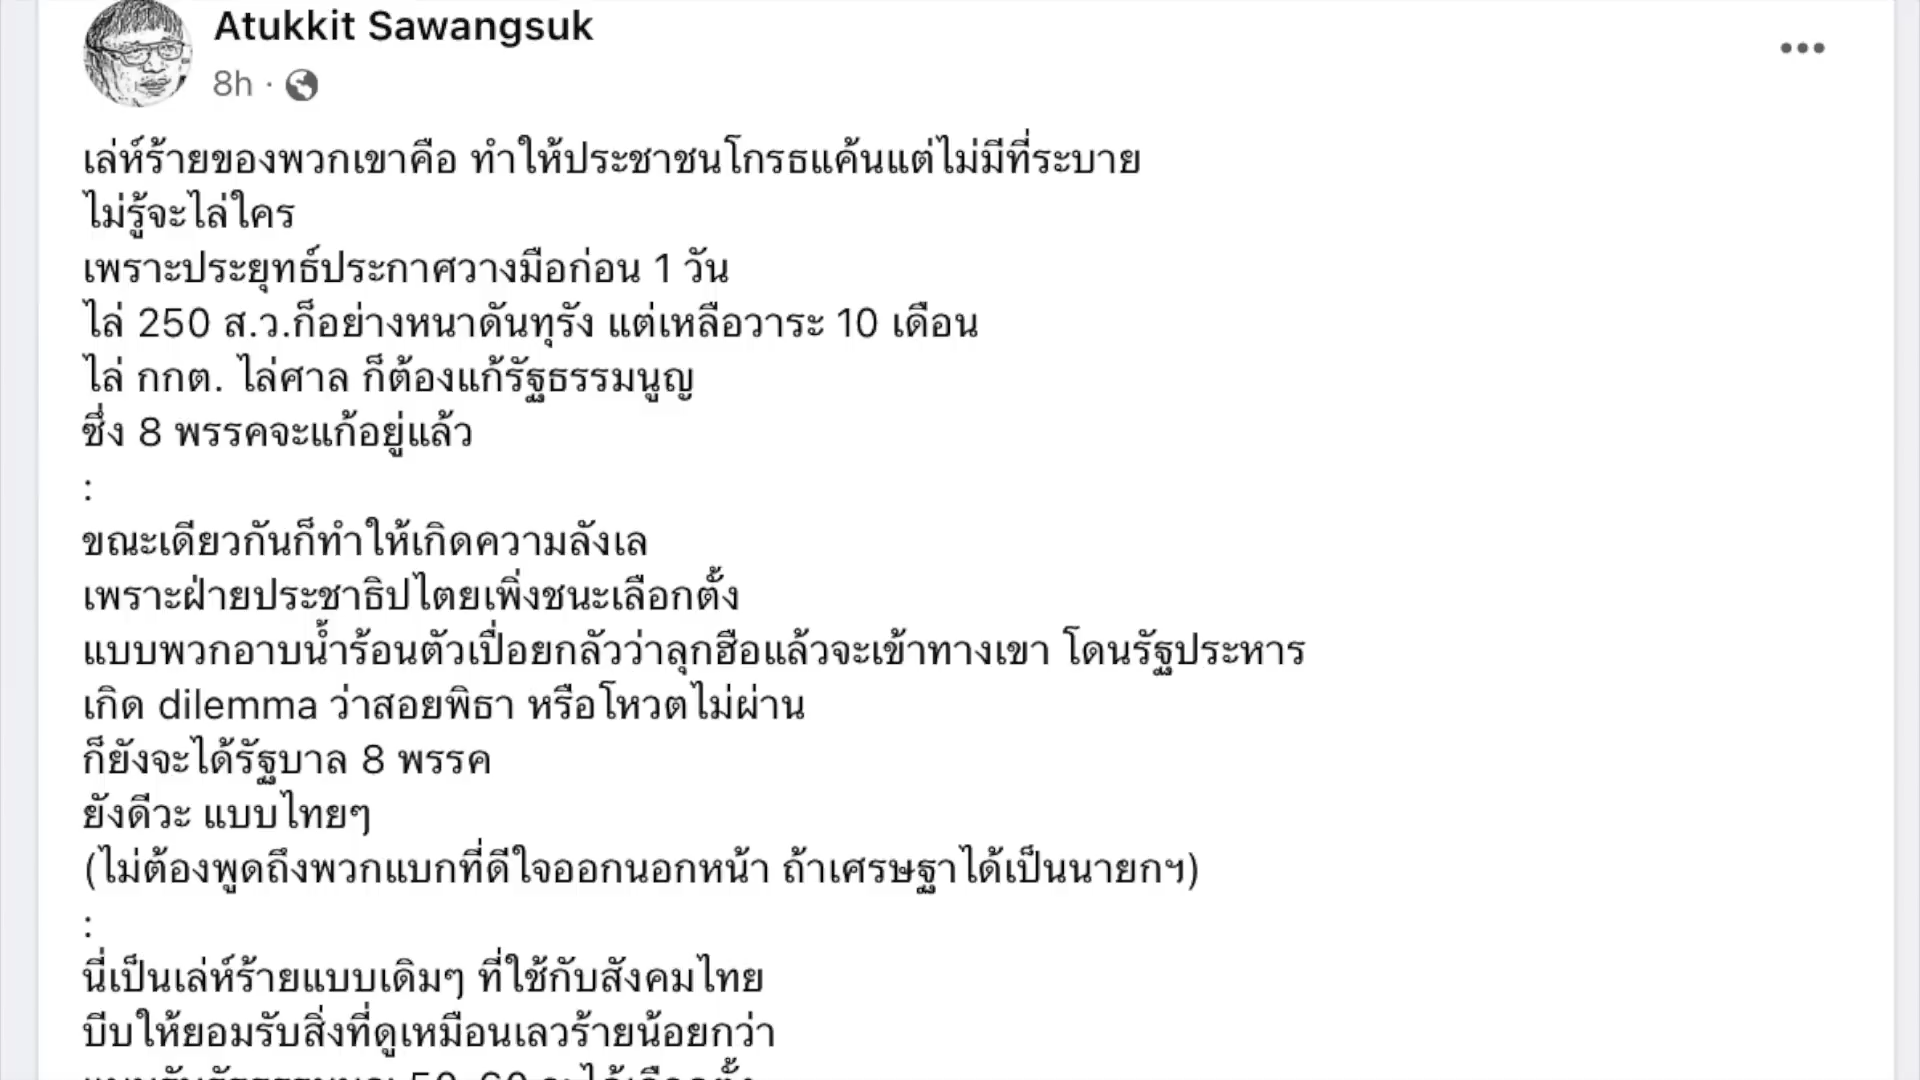 Atukkit Sawangsuk
8h ·
เล่ห์ร้ายของพวกเขาคือ ทำให้ประชาชนโกรธแค้นแต่ไม่มีที่ระบาย
ไม่รู้จะไล่ใคร
เพราะประยุทธ์ประกาศวางมือก่อน 1 วัน
ไล่ 250 ส.ว.ก็อย่างหนาดันทุรัง แต่เหลือวาระ 10 เดือน
ไล่ กกต. ไล่ศาล ก็ต้องแก้รัฐธรรมนูญ
ซึ่ง 8 พรรคจะแก้อยู่แล้ว
:
ขณะเดียวกันก็ทำให้เกิดความลังเล
เพราะฝ่ายประชาธิปไตยเพิ่งชนะเลือกตั้ง
แบบพวกอาบน้ำร้อนตัวเปื่อยกลัวว่าลุกฮือแล้วจะเข้าทางเขา โดนรัฐประหาร
เกิด dilemma ว่าสอยพิธา หรือโหวตไม่ผ่าน
ก็ยังจะได้รัฐบาล 8 พรรค
ยังดีวะ แบบไทยๆ
(ไม่ต้องพูดถึงพวกแบกที่ดีใจออกนอกหน้า ถ้าเศรษฐาได้เป็นนายกฯ)
:
นี่เป็นเล่ห์ร้ายแบบเดิมๆ ที่ใช้กับสังคมไทย
บีบให้ยอมรับสิ่งที่ดูเหมือนเลวร้ายน้อยกว่า